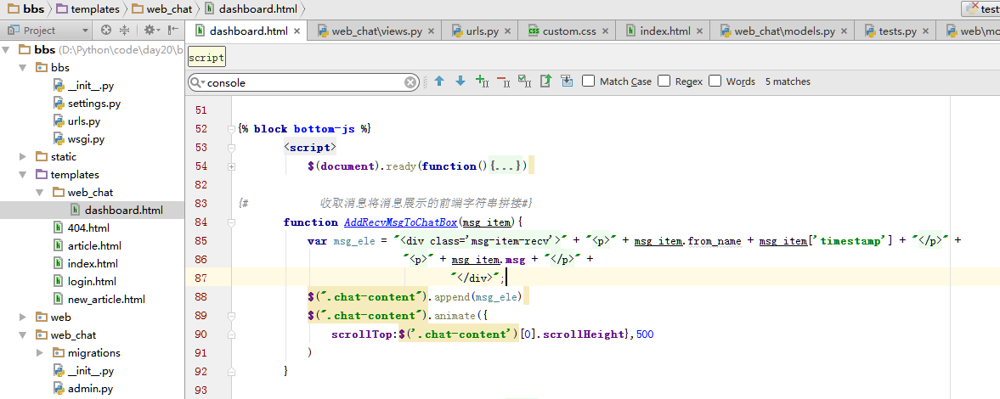 bbs templates web_chat dashboard.html test
Project dashboard.html web_chat\views.py urls.py custom.css index.html web_chat\models.py tests.py web\mo
bbs (D:\Python\code\day20\b
bbs
__init__.py
settings.py
urls.py
wsgi.py
static
templates
web_chat
dashboard.html
404.html
article.html
index.html
login.html
new_article.html
web
web_chat
migrations
__init__.py
admin.py
script
console Match Case Regex Words 5 matches
51
52 {% block bottom-js %}
53 <script>
54 $(document).ready(function(){...})
82
83 {# 收取消息将消息展示的前端字符串拼接#}
84 function AddRecvMsgToChatBox(msg_item){
85 var msg_ele = "<div class='msg-item-recv'>" + "<p>" + msg_item.from_name + msg_item['timestamp'] + "</p>" +
86 "<p>" + msg_item.msg + "</p>" +
87 "</div>";
88 $(".chat-content").append(msg_ele)
89 $(".chat-content").animate({
90 scrollTop:$('.chat-content')[0].scrollHeight},500
91 )
92 }
93